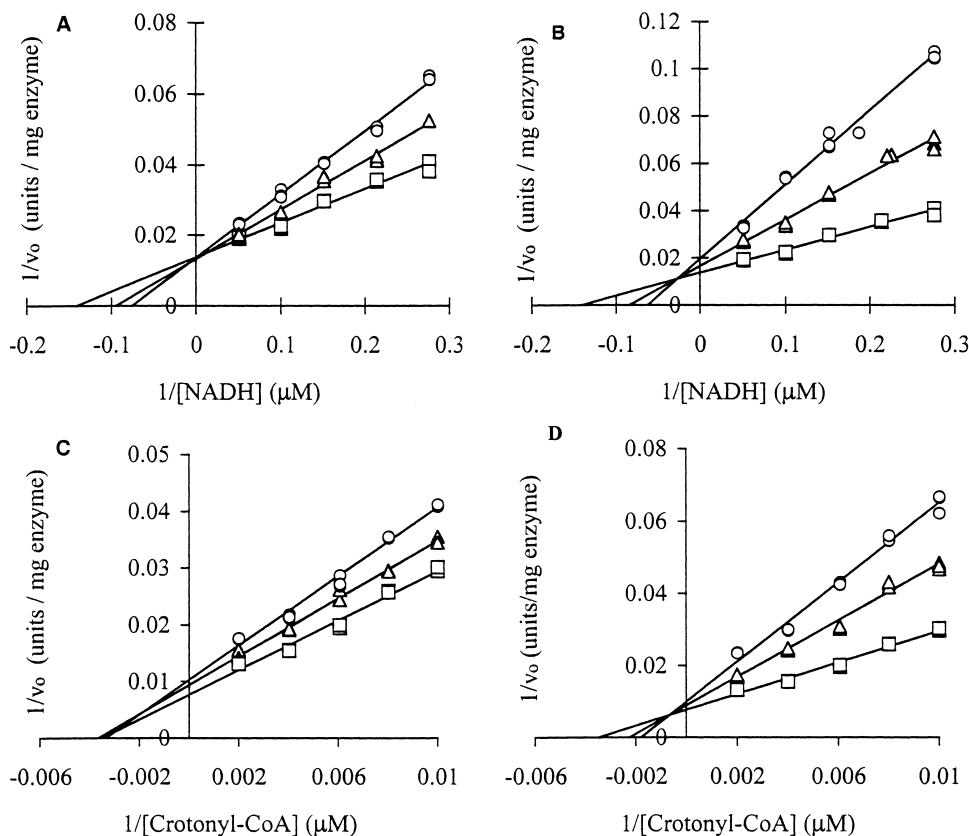 A
1/vo (units / mg enzyme)
0.08
0.06
0.04
0.02
0
-0.2 -0.1 0 0.1 0.2 0.3
1/[NADH] (μM)
B
1/vo (units / mg enzyme)
0.12
0.1
0.08
0.06
0.04
0.02
0
-0.2 -0.1 0 0.1 0.2 0.3
1/[NADH] (μM)
C
1/vo (units / mg enzyme)
0.05
0.04
0.03
0.02
0.01
0
-0.006 -0.002 0.002 0.006 0.01
1/[Crotonyl-CoA] (μM)
D
1/vo (units/mg enzyme)
0.08
0.06
0.04
0.02
0
-0.006 -0.002 0.002 0.006 0.01
1/[Crotonyl-CoA] (μM)